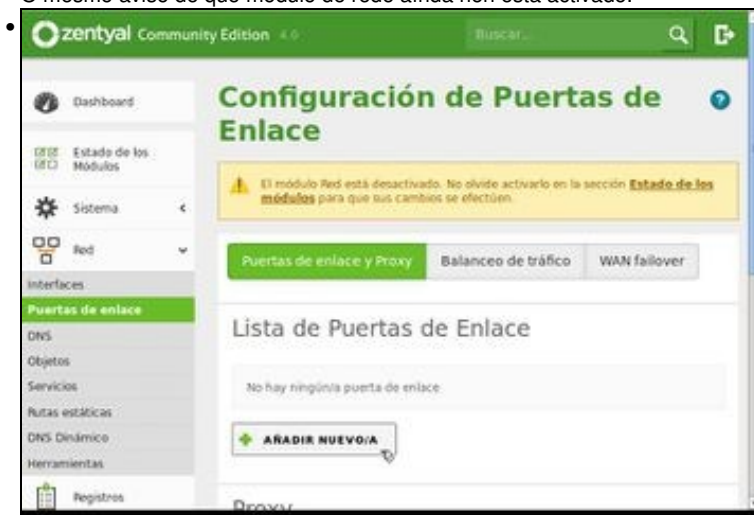 O mesmo aviso de que módulo de rede aínda non está activado.
zentyal Community Edition 4.0
Buscar...
Dashboard
Estado de los
Módulos
Sistema
Red
Interfaces
Puertas de enlace
DNS
Objetos
Servicios
Rutas estáticas
DNS Dinámico
Herramientas
Registros
Configuración de Puertas de
Enlace
El módulo Red está desactivado. No olvide activarlo en la sección Estado de los
módulos para que sus cambios se efectúen.
Puertas de enlace y Proxy
Balanceo de tráfico
WAN failover
Lista de Puertas de Enlace
No hay ningún/a puerta de enlace
AÑADIR NUEVO/A
Proxy